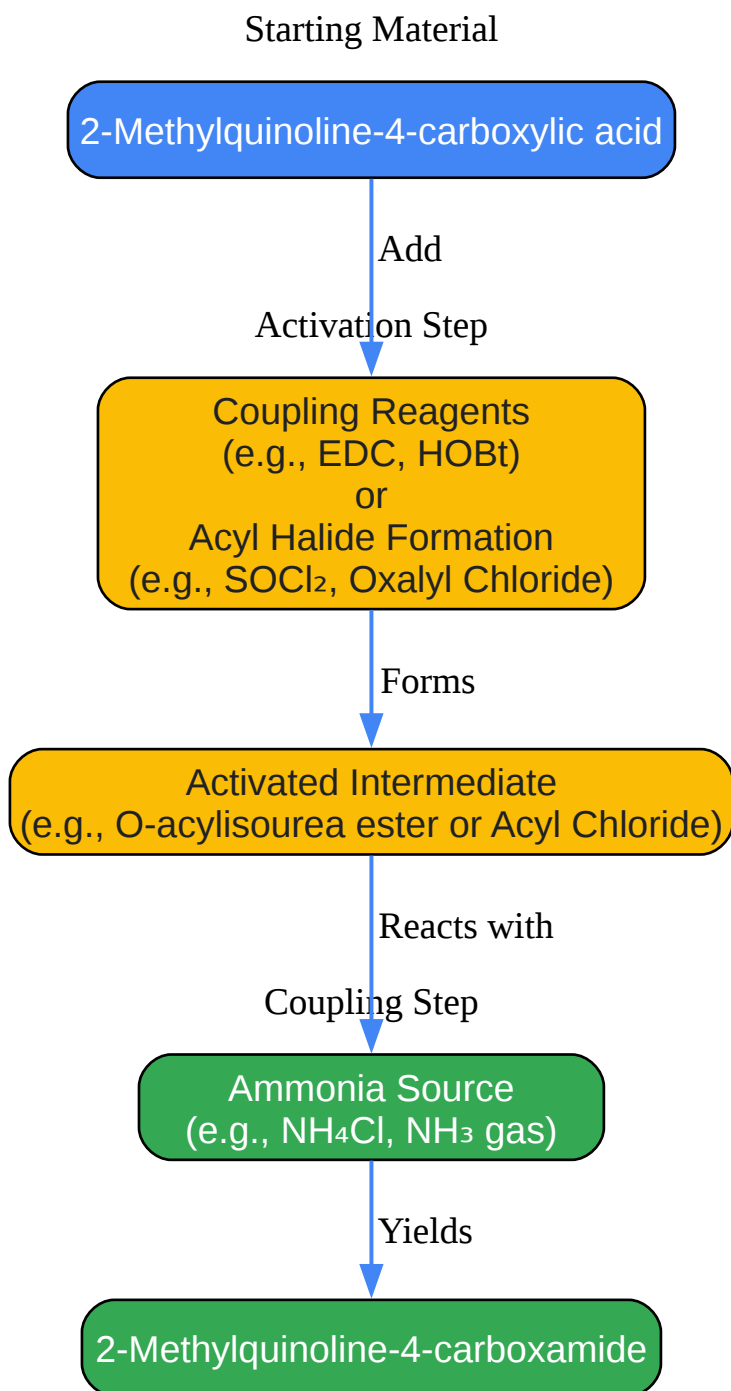 Starting Material
2-Methylquinoline-4-carboxylic acid
Add
Activation Step
Coupling Reagents
(e.g., EDC, HOBt)
or
Acyl Halide Formation
(e.g., SOCl₂, Oxalyl Chloride)
Forms
Activated Intermediate
(e.g., O-acylisourea ester or Acyl Chloride)
Reacts with
Coupling Step
Ammonia Source
(e.g., NH₄Cl, NH₃ gas)
Yields
2-Methylquinoline-4-carboxamide